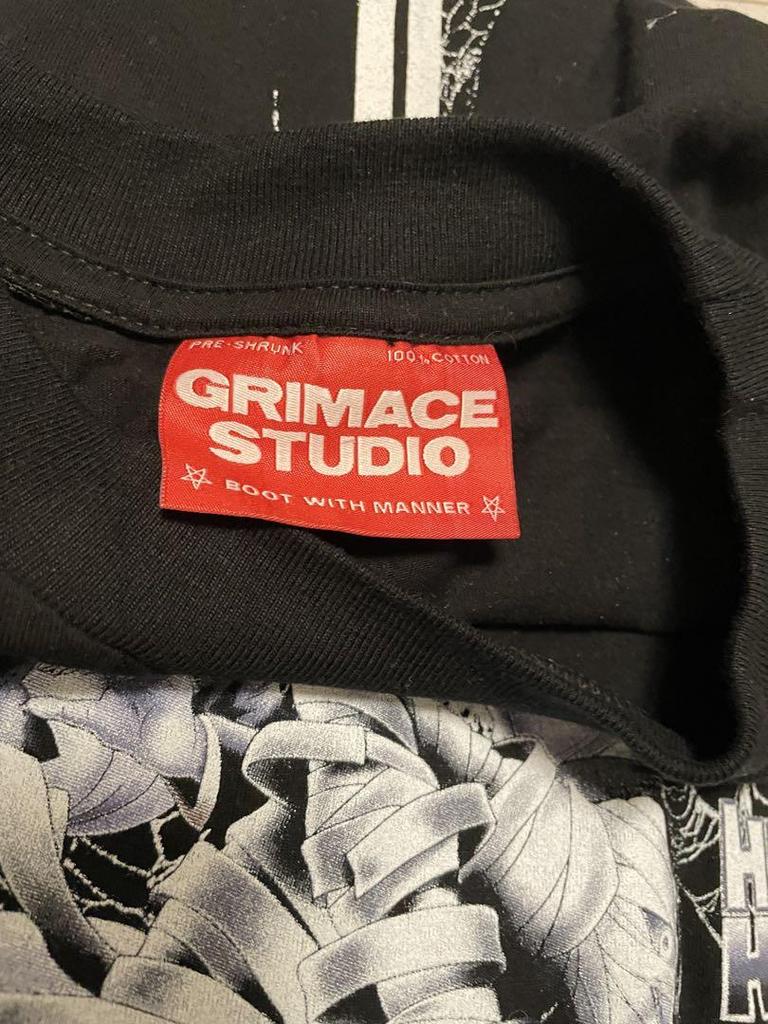 PRE-SHRUNK 100% COTTON
GRIMACE
STUDIO
BOOT WITH MANNER
H
H